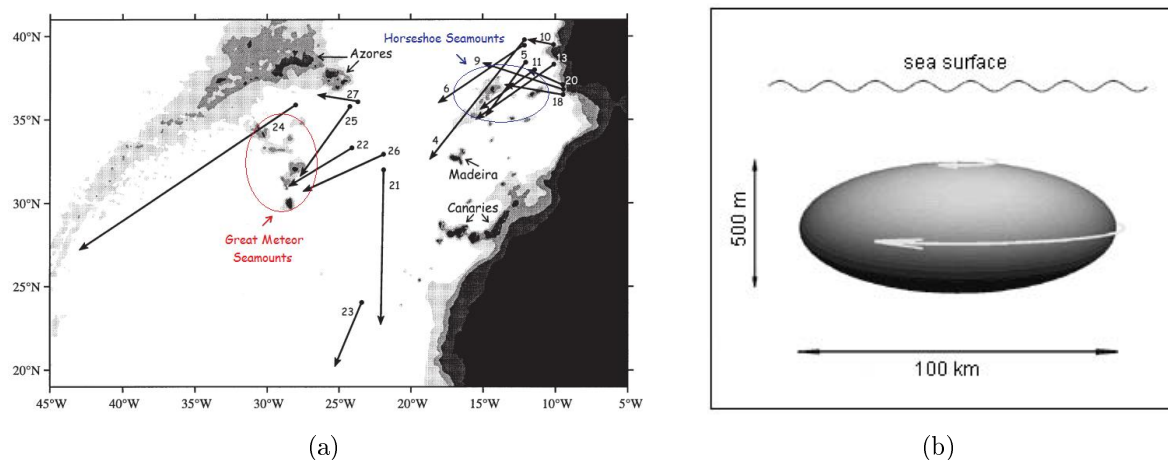 40°N
35°N
30°N
25°N
20°N
45°W
40°W
35°W
30°W
25°W
20°W
15°W
10°W
5°W
Azores
Horseshoe Seamounts
10
5
13
9
11
20
6
18
27
25
24
4
22
26
21
Madeira
Canaries
Great Meteor
Seamounts
23
(a)
sea surface
500 m
100 km
(b)